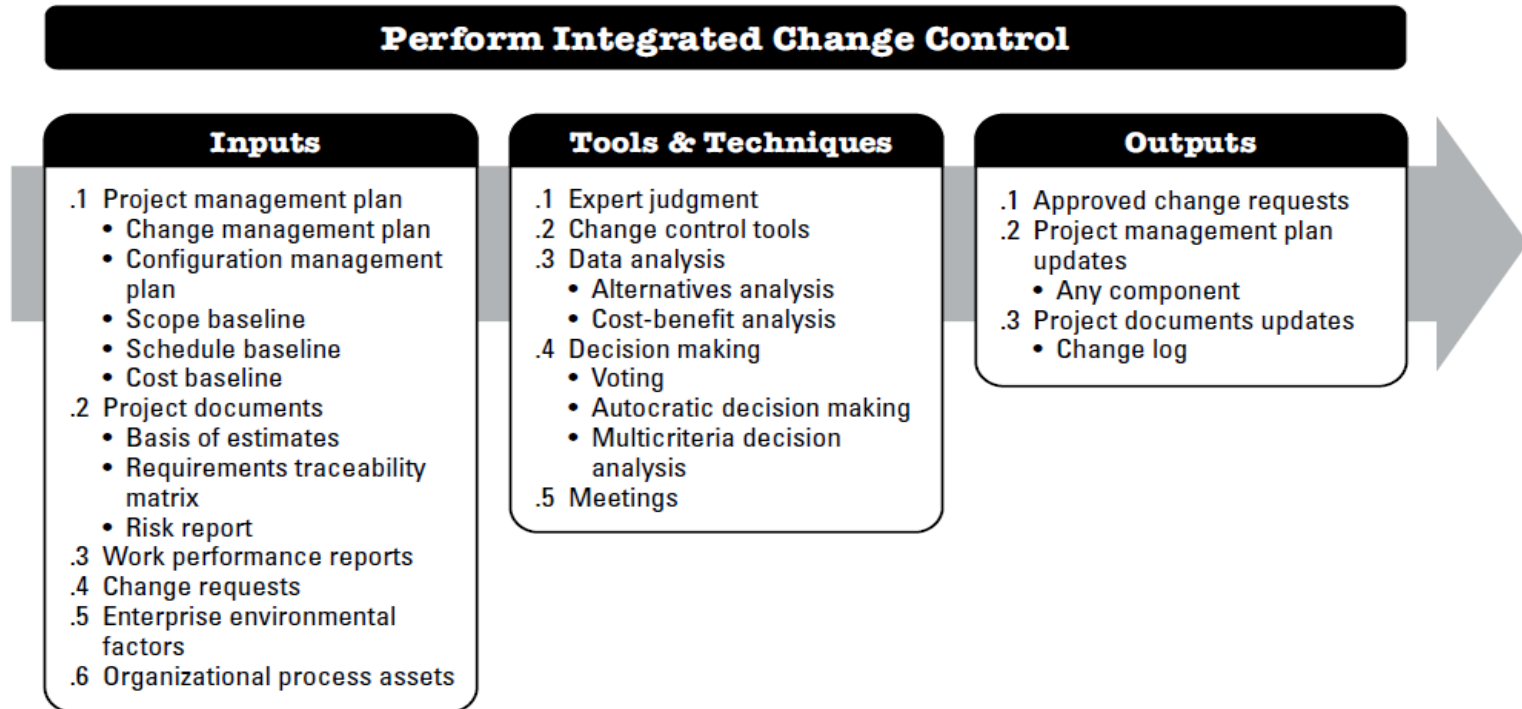 Perform Integrated Change Control
Inputs
.1 Project management plan
• Change management plan
• Configuration management
plan
• Scope baseline
• Schedule baseline
• Cost baseline
.2 Project documents
• Basis of estimates
• Requirements traceability
matrix
• Risk report
.3 Work performance reports
.4 Change requests
.5 Enterprise environmental
factors
.6 Organizational process assets
Tools & Techniques
.1 Expert judgment
.2 Change control tools
.3 Data analysis
• Alternatives analysis
• Cost-benefit analysis
.4 Decision making
• Voting
• Autocratic decision making
• Multicriteria decision
analysis
.5 Meetings
Outputs
.1 Approved change requests
.2 Project management plan
updates
• Any component
.3 Project documents updates
• Change log